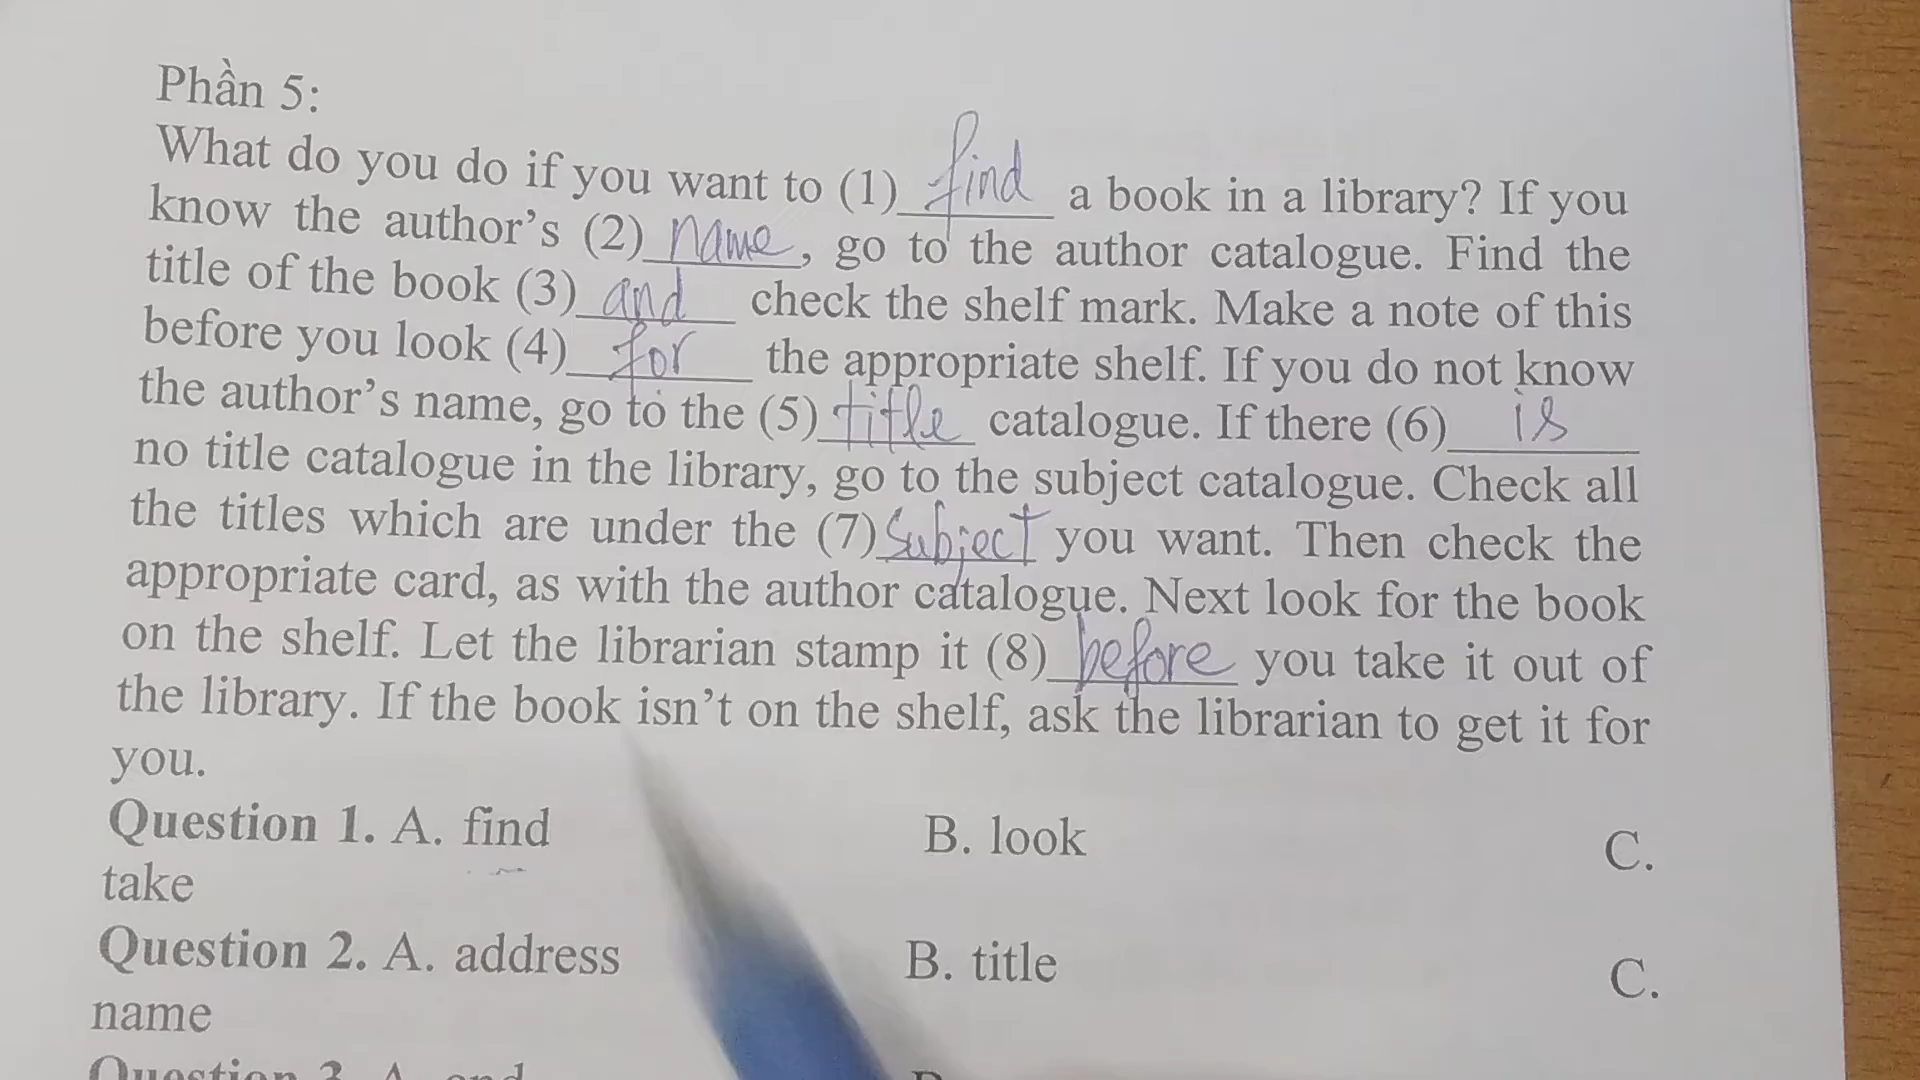 Phần 5:
What do you do if you want to (1) find a book in a library? If you
know the author's (2) name, go to the author catalogue. Find the
title of the book (3) and check the shelf mark. Make a note of this
before you look (4) for the appropriate shelf. If you do not know
the author's name, go to the (5) title catalogue. If there (6) is
no title catalogue in the library, go to the subject catalogue. Check all
the titles which are under the (7) Subject you want. Then check the
appropriate card, as with the author catalogue. Next look for the book
on the shelf. Let the librarian stamp it (8) before you take it out of
the library. If the book isn't on the shelf, ask the librarian to get it for
you.
Question 1. A. find B. look C.
take
Question 2. A. address B. title C.
name
Question 3. A. and